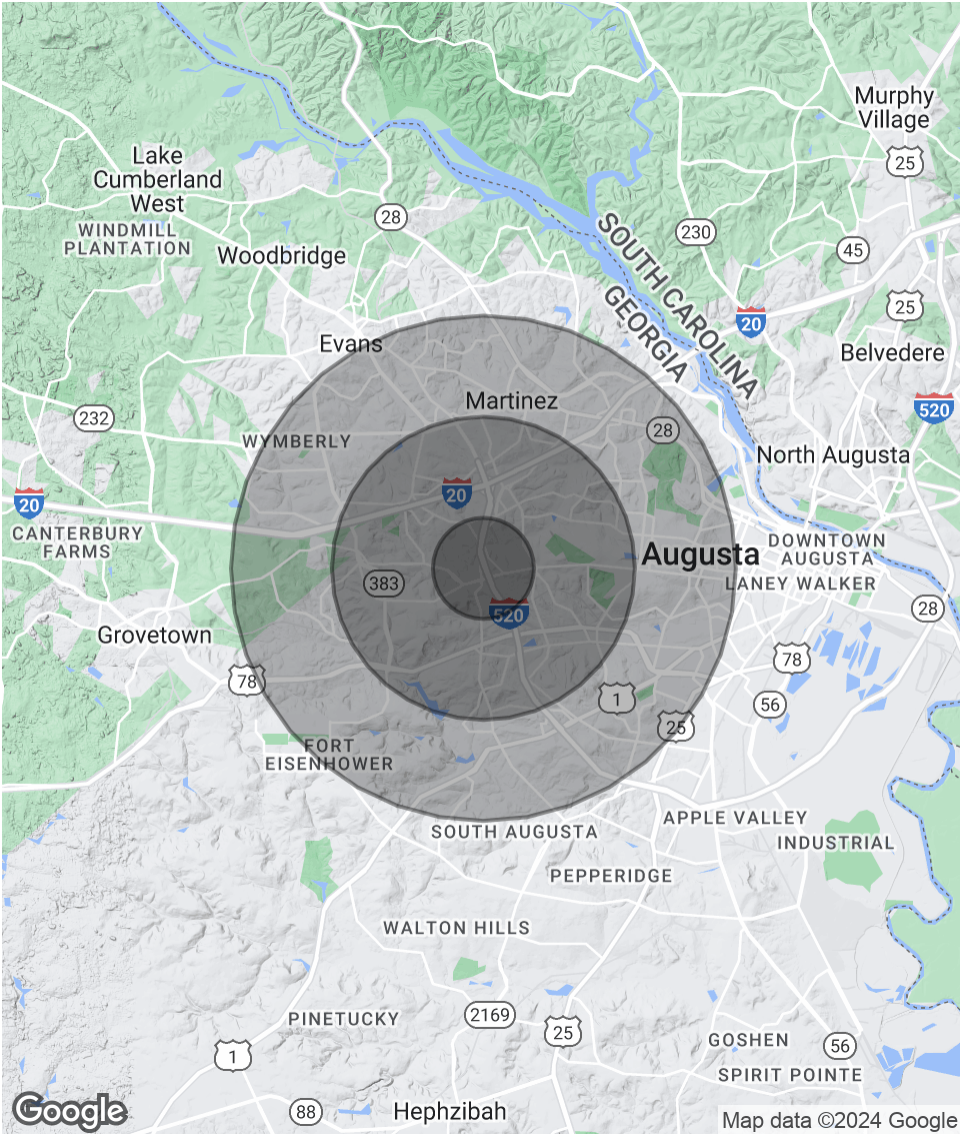 Murphy
Village
25
Lake
Cumberland
West
28
WINDMILL
PLANTATION
230
45
Woodbridge
SOUTH CAROLINA
GEORGIA
25
20
Evans
Belvedere
Martinez
520
232
28
WYMBERLY
North Augusta
20
20
CANTERBURY
FARMS
DOWNTOWN
AUGUSTA
Augusta
383
LANEY WALKER
28
520
Grovetown
78
78
1
56
25
FORT
EISENHOWER
SOUTH AUGUSTA
APPLE VALLEY
INDUSTRIAL
PEPPERIDGE
WALTON HILLS
PINETUCKY
2169
25
GOSHEN
56
1
SPIRIT POINTE
Google
88
Hephzibah
Map data ©2024 Google